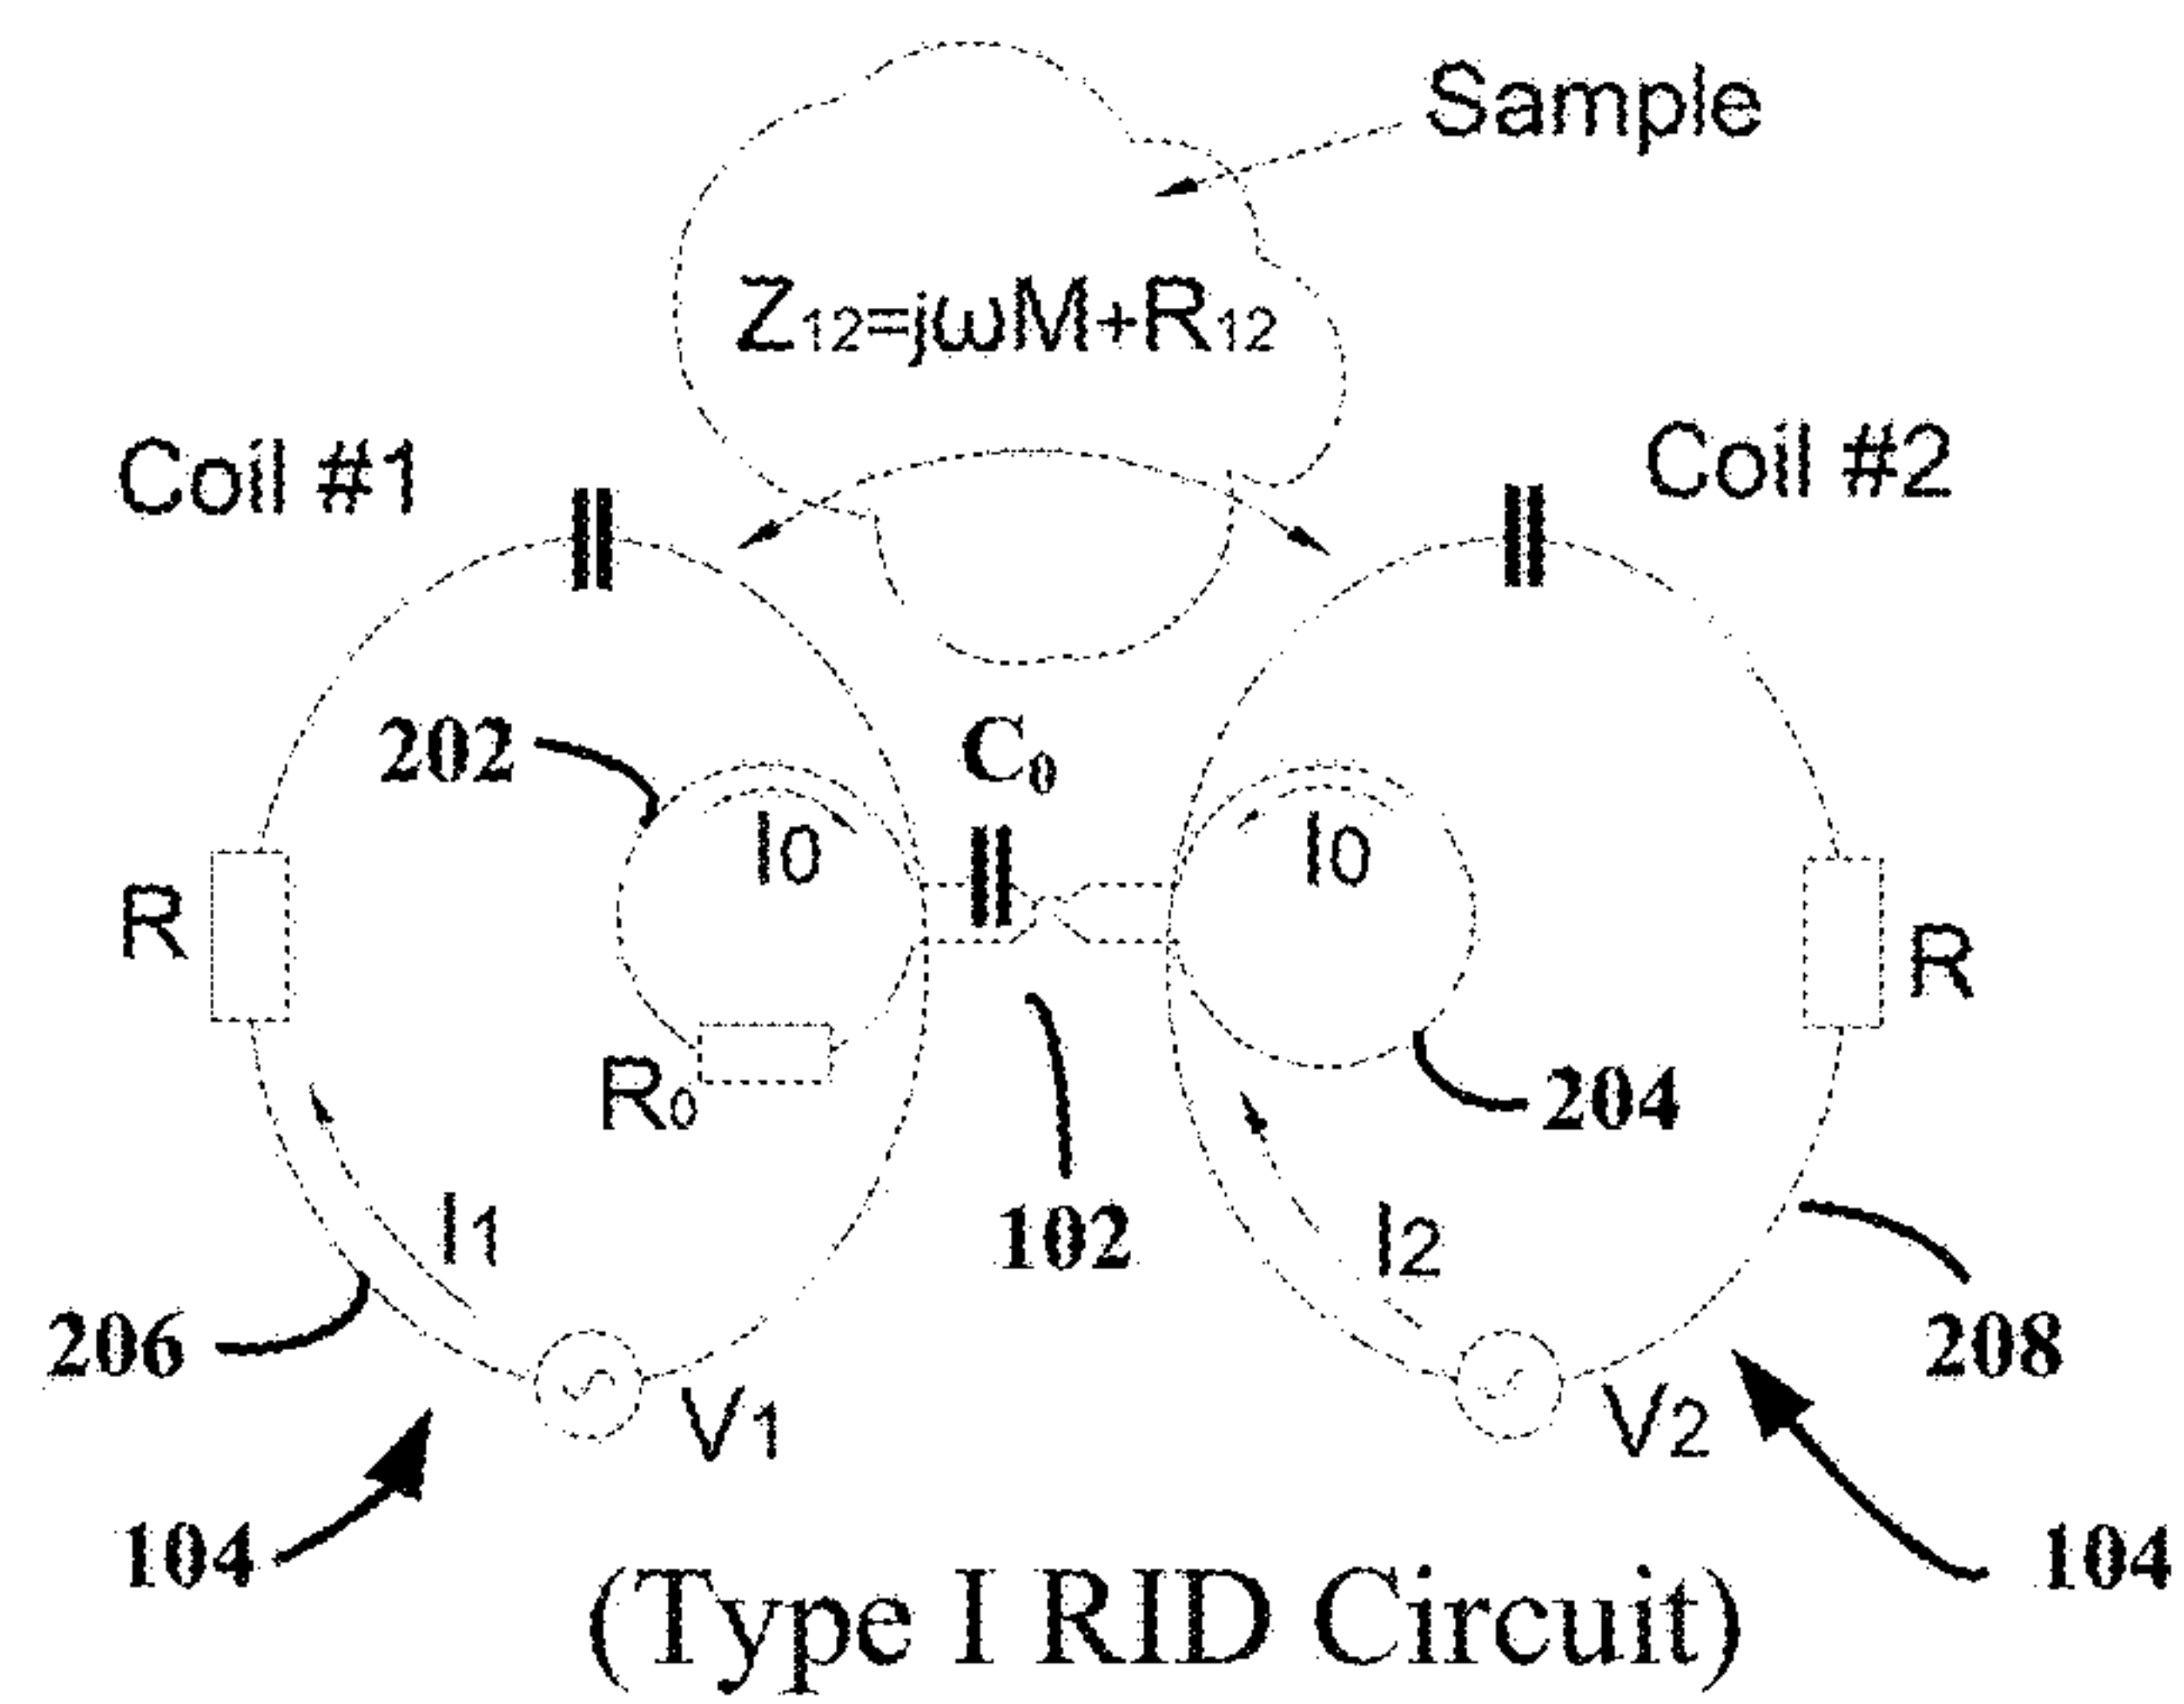 Sample
Z12=jωM+R12
Coil #1
Coil #2
202
C0
I0
I0
R
R
R0
204
102
I1
I2
206
208
V1
V2
104
104
(Type I RID Circuit)